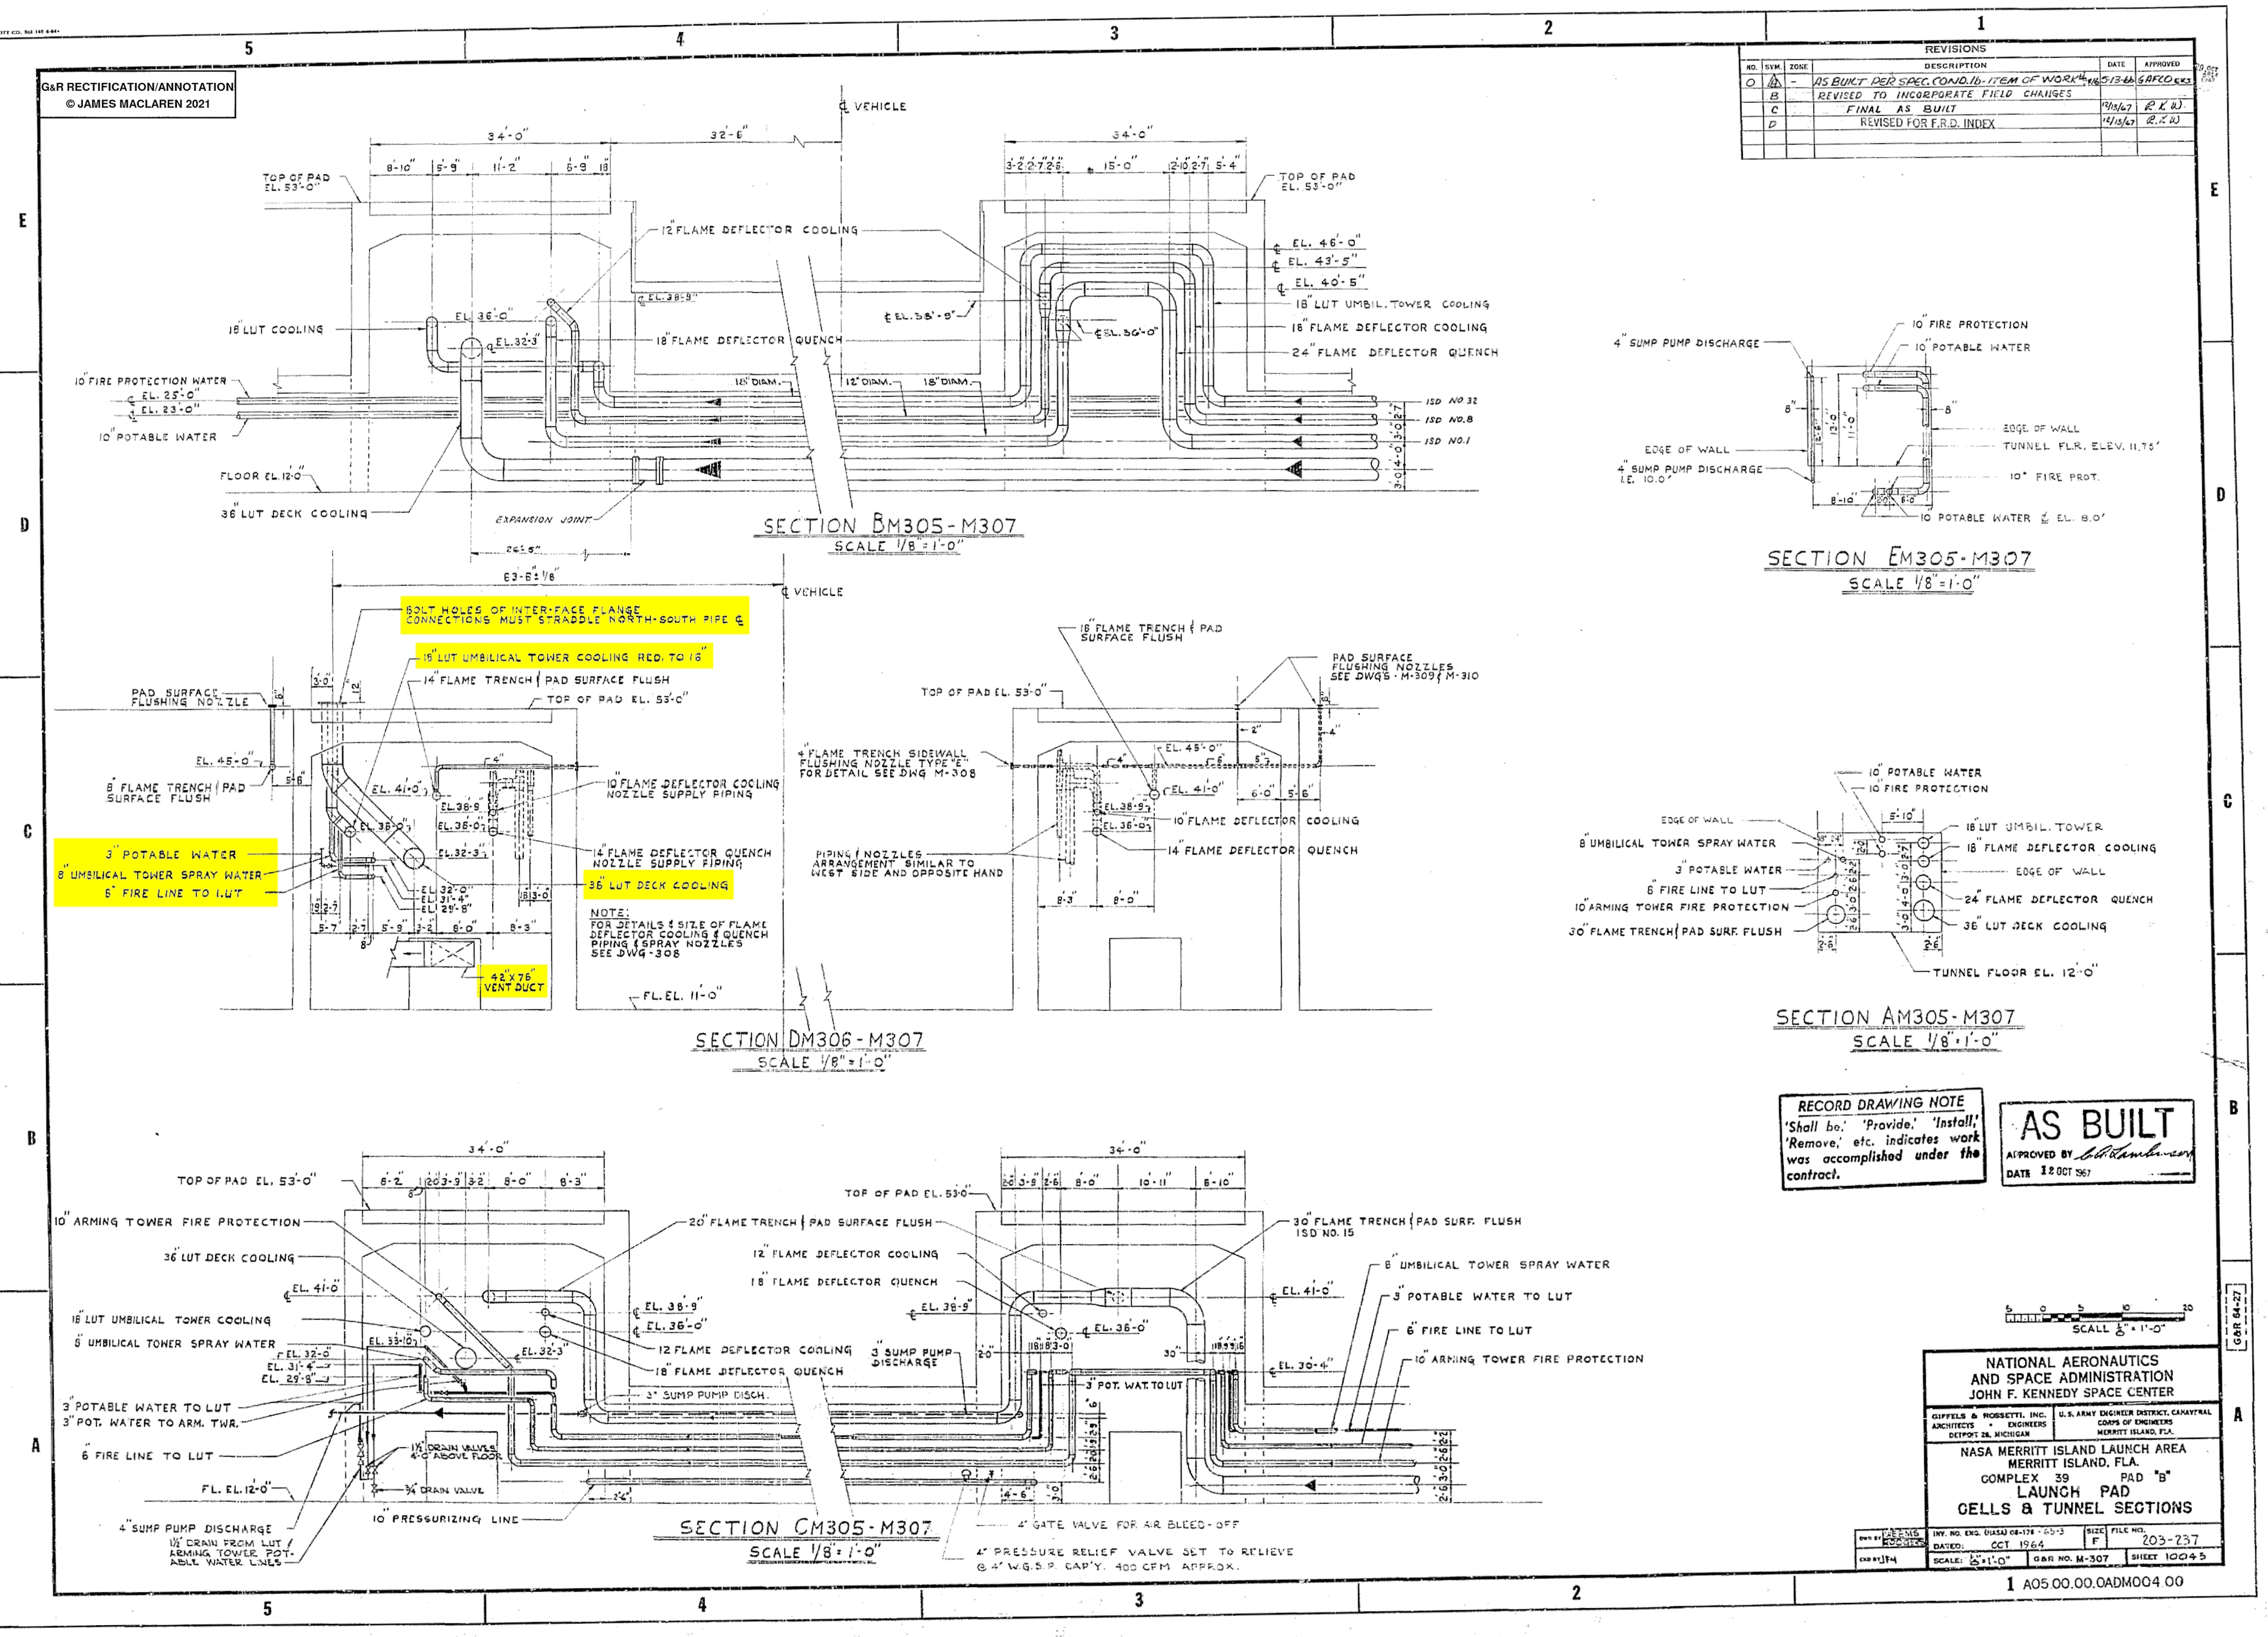 5
4
3
2
1
G&R RECTIFICATION/ANNOTATION
© JAMES MACLAREN 2021
REVISIONS
NO. SYM. ZONE DESCRIPTION DATE APPROVED
O A - AS BUILT PER SPEC. COND. 16-ITEM OF WORK 5-13-66 GAFCO
B REVISED TO INCORPORATE FIELD CHANGES
C FINAL AS BUILT 12/13/67 R.K.W.
D REVISED FOR F.R.D. INDEX 12/13/67 R.K.W
E
E
D
D
C
C
B
B
A
A
℄ VEHICLE
34'-0"
32'-6"
34'-0"
8'-10" 5'-9" 11'-2" 6'-9" 18"
3'-2" 2'-7" 2'-6" 15'-0" 2'-10" 2'-7" 5'-4"
TOP OF PAD
EL. 53'-0"
TOP OF PAD
EL. 53'-0"
12" FLAME DEFLECTOR COOLING
℄ EL. 46'-0"
℄ EL. 43'-5"
℄ EL. 40'-5"
℄ EL.38'-9"
℄ EL.38'-9"
18" LUT UMBIL. TOWER COOLING
EL. 36'-0"
18" LUT COOLING
℄ EL.32'-3"
18" FLAME DEFLECTOR QUENCH
℄ EL.36'-0"
18" FLAME DEFLECTOR COOLING
24" FLAME DEFLECTOR QUENCH
10" FIRE PROTECTION WATER
℄ EL. 25'-0"
℄ EL. 23'-0"
10" POTABLE WATER
18" DIAM.
12" DIAM.
18" DIAM.
ISD NO.32
ISD NO.8
ISD NO.1
3'-0" 4'-0" 3'-0" 2'-7"
FLOOR EL.12'-0"
36" LUT DECK COOLING
EXPANSION JOINT
26'-5"
SECTION BM305-M307
SCALE 1/8"=1'-0"
4" SUMP PUMP DISCHARGE
10" FIRE PROTECTION
10" POTABLE WATER
8"
13'-0"
11'-0"
8"
EDGE OF WALL
TUNNEL FLR. ELEV. 11.75'
EDGE OF WALL
4" SUMP PUMP DISCHARGE
I.E. 10.0'
10" FIRE PROT.
8'-10" 2'-0" 6'-0"
10" POTABLE WATER ℄ EL. 8.0'
SECTION EM305-M307
SCALE 1/8"=1'-0"
63'-6"±1/8"
℄ VEHICLE
BOLT HOLES OF INTER-FACE FLANGE
CONNECTIONS MUST STRADDLE NORTH-SOUTH PIPE ℄
18" LUT UMBILICAL TOWER COOLING RED. TO 16"
14" FLAME TRENCH & PAD SURFACE FLUSH
3'-0"
12"
6"
PAD SURFACE
FLUSHING NOZZLE
TOP OF PAD EL. 53'-0"
EL. 45'-0"
5'-6"
8" FLAME TRENCH & PAD
SURFACE FLUSH
4"
EL. 41'-0"
EL.38'-9
EL.36'-0"
EL.36'-0"
EL.32'-3"
10" FLAME DEFLECTOR COOLING
NOZZLE SUPPLY PIPING
14" FLAME DEFLECTOR QUENCH
NOZZLE SUPPLY PIPING
3" POTABLE WATER
8" UMBILICAL TOWER SPRAY WATER
6" FIRE LINE TO LUT
EL. 32'-0"
EL. 31'-4"
EL. 29'-8"
36" LUT DECK COOLING
5'-7" 2'-7" 5'-9" 3'-2" 8'-0" 8'-3"
18" 3'-0"
8"
NOTE:
FOR DETAILS & SIZE OF FLAME
DEFLECTOR COOLING & QUENCH
PIPING & SPRAY NOZZLES
SEE DWG-308
42" X 76"
VENT DUCT
FL. EL. 11'-0"
SECTION DM306-M307
SCALE 1/8"=1'-0"
16" FLAME TRENCH & PAD
SURFACE FLUSH
PAD SURFACE
FLUSHING NOZZLES
SEE DWG'S. M-309 & M-310
TOP OF PAD EL. 53'-0"
2"
4"
4" FLAME TRENCH SIDEWALL
FLUSHING NOZZLE TYPE "E"
FOR DETAIL SEE DWG M-308
EL. 45'-0"
4"
6"
EL. 41'-0"
6'-0" 5'-6"
EL.38'-9
EL.36'-0"
10" FLAME DEFLECTOR COOLING
14" FLAME DEFLECTOR QUENCH
PIPING & NOZZLES
ARRANGEMENT SIMILAR TO
WEST SIDE AND OPPOSITE HAND
8'-3" 8'-0"
10" POTABLE WATER
10" FIRE PROTECTION
5'-10"
EDGE OF WALL
8" UMBILICAL TOWER SPRAY WATER
3" POTABLE WATER
6" FIRE LINE TO LUT
10" ARMING TOWER FIRE PROTECTION
30" FLAME TRENCH & PAD SURF. FLUSH
18" LUT UMBIL. TOWER
18" FLAME DEFLECTOR COOLING
EDGE OF WALL
24" FLAME DEFLECTOR QUENCH
36" LUT DECK COOLING
2'-6"
2'-6"
TUNNEL FLOOR EL. 12'-0"
SECTION AM305-M307
SCALE 1/8"=1'-0"
RECORD DRAWING NOTE
'Shall be,' 'Provide,' 'Install,'
'Remove,' etc. indicates work
was accomplished under the
contract.
AS BUILT
APPROVED BY
DATE 12 OCT 1967
34'-0"
34'-0"
8'-2" 2'0" 3'-9 3'-2 8'-0" 8'-3"
2'-0 3'-9 2'-6 8'-0" 10'-11" 6'-10"
TOP OF PAD EL. 53'-0"
TOP OF PAD EL. 53'-0"
10" ARMING TOWER FIRE PROTECTION
20" FLAME TRENCH & PAD SURFACE FLUSH
30" FLAME TRENCH & PAD SURF. FLUSH
ISD NO. 15
36" LUT DECK COOLING
12" FLAME DEFLECTOR COOLING
8" UMBILICAL TOWER SPRAY WATER
18" FLAME DEFLECTOR QUENCH
℄ EL. 41'-0"
℄ EL. 41'-0"
3" POTABLE WATER TO LUT
℄ EL. 38'-9"
℄ EL. 38'-9"
18" LUT UMBILICAL TOWER COOLING
℄ EL. 36'-0"
℄ EL. 36'-0"
6" FIRE LINE TO LUT
8" UMBILICAL TOWER SPRAY WATER
EL. 33'-10"
EL. 32'-0"
EL. 31'-4"
EL. 29'-8"
℄ EL.32'-3"
12" FLAME DEFLECTOR COOLING
18" FLAME DEFLECTOR QUENCH
3" SUMP PUMP
DISCHARGE
2'-0"
30"
℄ EL. 30'-4"
10" ARMING TOWER FIRE PROTECTION
3" POT. WAT. TO LUT
3" SUMP PUMP DISCH.
3" POTABLE WATER TO LUT
3" POT. WATER TO ARM. TWR.
6" FIRE LINE TO LUT
1½" DRAIN VALVES
4'-0" ABOVE FLOOR
FL. EL.12'-0"
¾" DRAIN VALVE
10" PRESSURIZING LINE
2'-6"
4'-6"
3'-0"
4" SUMP PUMP DISCHARGE
1½" DRAIN FROM LUT &
ARMING TOWER POT-
ABLE WATER LINES
SECTION CM305-M307
SCALE 1/8"=1'-0"
4" GATE VALVE FOR AIR BLEED-OFF
4" PRESSURE RELIEF VALVE SET TO RELIEVE
@ 4" W.G.S.P. CAP'Y. 400 CFM APPROX.
5 0 5 10 20
SCALE ⅛"=1'-0"
G&R 64-27
NATIONAL AERONAUTICS
AND SPACE ADMINISTRATION
JOHN F. KENNEDY SPACE CENTER
GIFFELS & ROSSETTI, INC.
ARCHITECTS • ENGINEERS
DETROIT 26, MICHIGAN
U. S. ARMY ENGINEER DISTRICT, CANAVERAL
CORPS OF ENGINEERS
MERRITT ISLAND, FLA.
NASA MERRITT ISLAND LAUNCH AREA
MERRITT ISLAND, FLA.
COMPLEX 39 PAD "B"
LAUNCH PAD
CELLS & TUNNEL SECTIONS
INV. NO. ENG. (NASA) 08-178-65-3
SIZE F
FILE NO. 203-237
DATED: OCT 1964
SCALE: ⅛"=1'-0"
G&R NO. M-307
SHEET 10045
5
4
3
2
1
A05.00.00.0ADM004.00